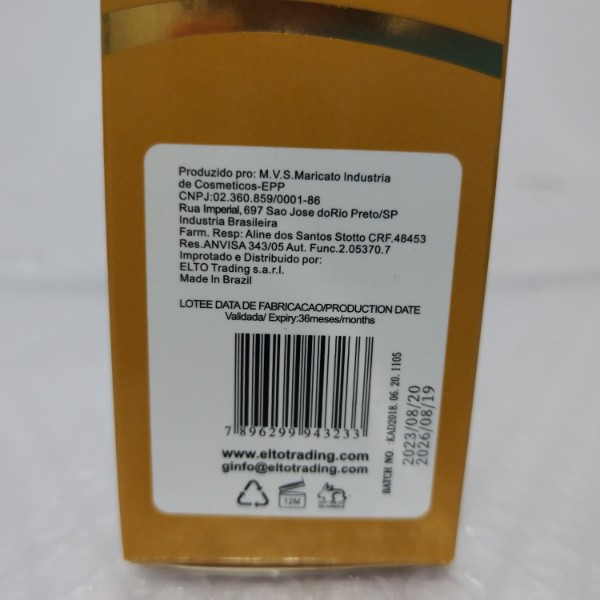 Produzido pro: M.V.S.Maricato Industria
de Cosmeticos-EPP
CNPJ:02.360.859/0001-86
Rua Imperial, 697 Sao Jose doRio Preto/SP
Industria Brasileira
Farm. Resp: Aline dos Santos Stotto CRF.48453
Res.ANVISA 343/05 Aut. Func.2.05370.7
Improtado e Distribuido por:
ELTO Trading s.a.r.l.
Made In Brazil
LOTEE DATA DE FABRICACAO/PRODUCTION DATE
Validada/ Expiry:36meses/months
7 896299 943233
www.eltotrading.com
ginfo@eltotrading.com
12M
BATCH NO: KAD2018.06.20.1105
2023/08/20
2026/08/19